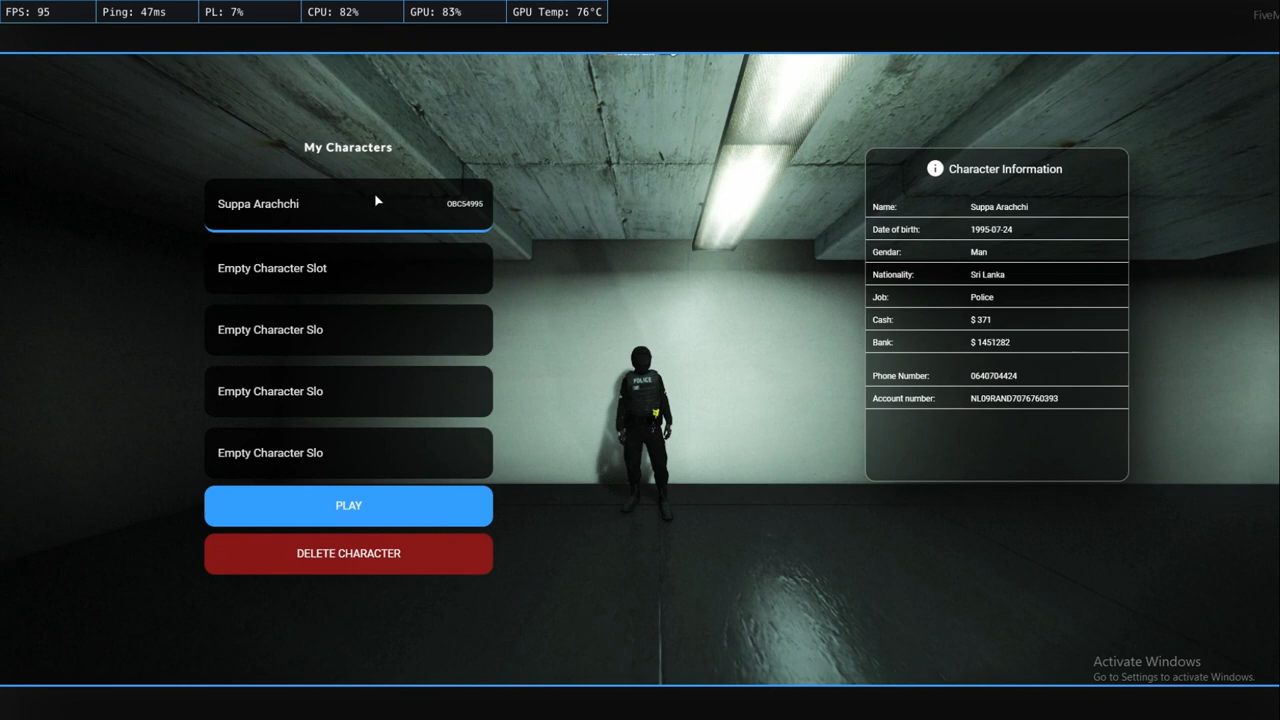 FPS: 95 Ping: 47ms PL: 7% CPU: 82% GPU: 83% GPU Temp: 76°C
My Characters
Suppa Arachchi OBC54995
Empty Character Slot
Empty Character Slo
Empty Character Slo
Empty Character Slo
PLAY
DELETE CHARACTER
POLICE
Character Information
Name: Suppa Arachchi
Date of birth: 1995-07-24
Gendar: Man
Nationality: Sri Lanka
Job: Police
Cash: $ 371
Bank: $ 1451282
Phone Number: 0640704424
Account number: NL09RAND7076760393
Activate Windows
Go to Settings to activate Windows.